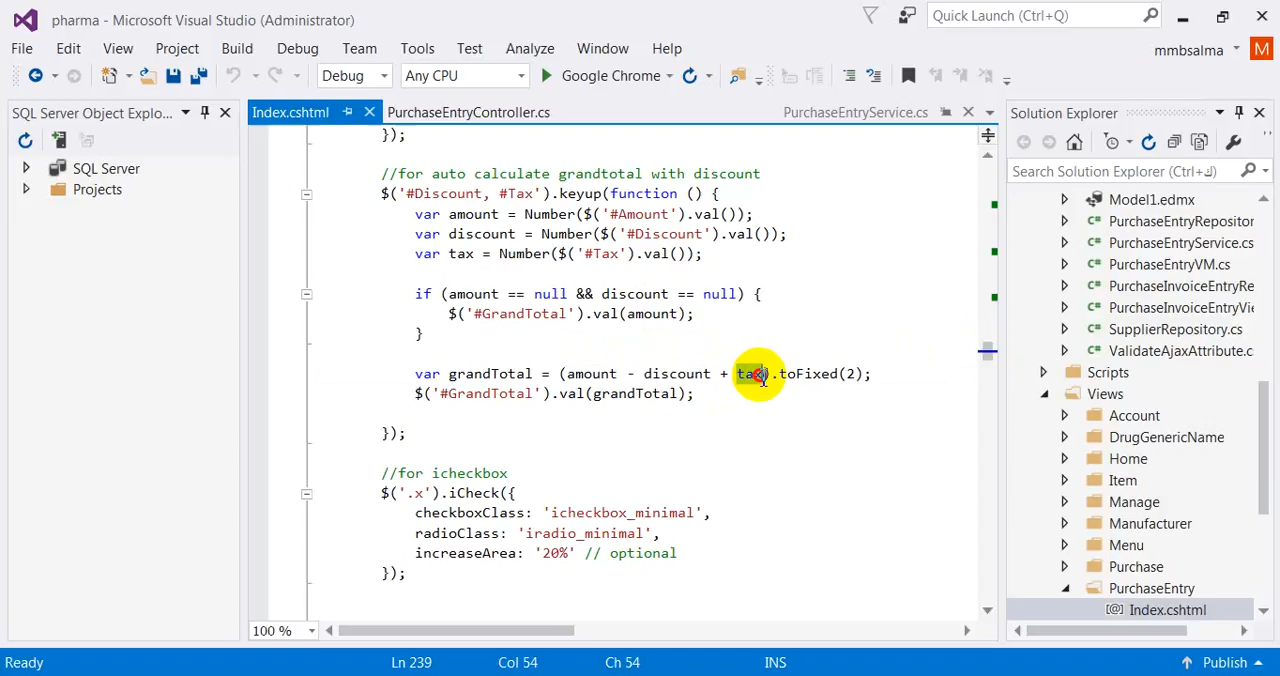 pharma - Microsoft Visual Studio (Administrator)
Quick Launch (Ctrl+Q)
File Edit View Project Build Debug Team Tools Test Analyze Window Help
mmbsalma
M
Debug Any CPU Google Chrome
SQL Server Object Explo...
Index.cshtml PurchaseEntryController.cs PurchaseEntryService.cs
Solution Explorer
Search Solution Explorer (Ctrl+ك)
SQL Server
Projects
});
//for auto calculate grandtotal with discount
$('#Discount, #Tax').keyup(function () {
var amount = Number($('#Amount').val());
var discount = Number($('#Discount').val());
var tax = Number($('#Tax').val());
if (amount == null && discount == null) {
$('#GrandTotal').val(amount);
}
var grandTotal = (amount - discount + tax).toFixed(2);
$('#GrandTotal').val(grandTotal);
});
//for icheckbox
$('.x').iCheck({
checkboxClass: 'icheckbox_minimal',
radioClass: 'iradio_minimal',
increaseArea: '20%' // optional
});
Model1.edmx
PurchaseEntryRepositor
PurchaseEntryService.cs
PurchaseEntryVM.cs
PurchaseInvoiceEntryRe
PurchaseInvoiceEntryVie
SupplierRepository.cs
ValidateAjaxAttribute.c
Scripts
Views
Account
DrugGenericName
Home
Item
Manage
Manufacturer
Menu
Purchase
PurchaseEntry
Index.cshtml
100 %
Ready Ln 239 Col 54 Ch 54 INS Publish